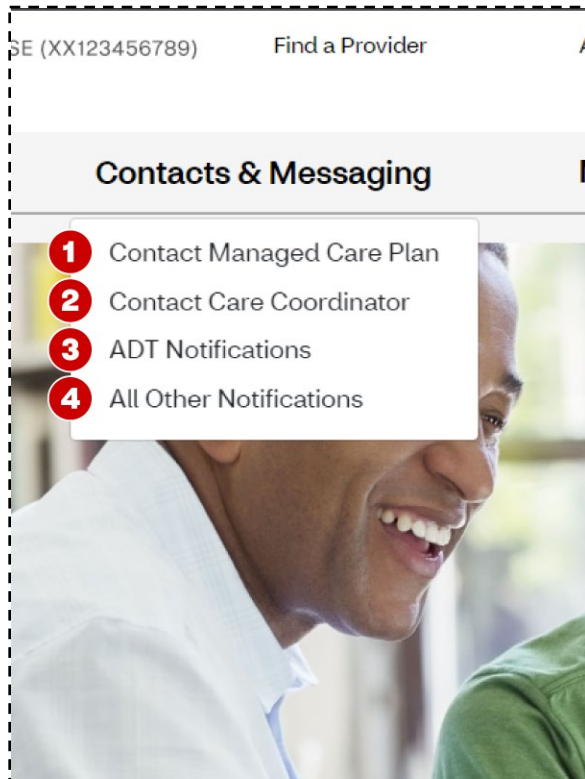 SE (XX123456789) Find a Provider
Contacts & Messaging
1 Contact Managed Care Plan
2 Contact Care Coordinator
3 ADT Notifications
4 All Other Notifications